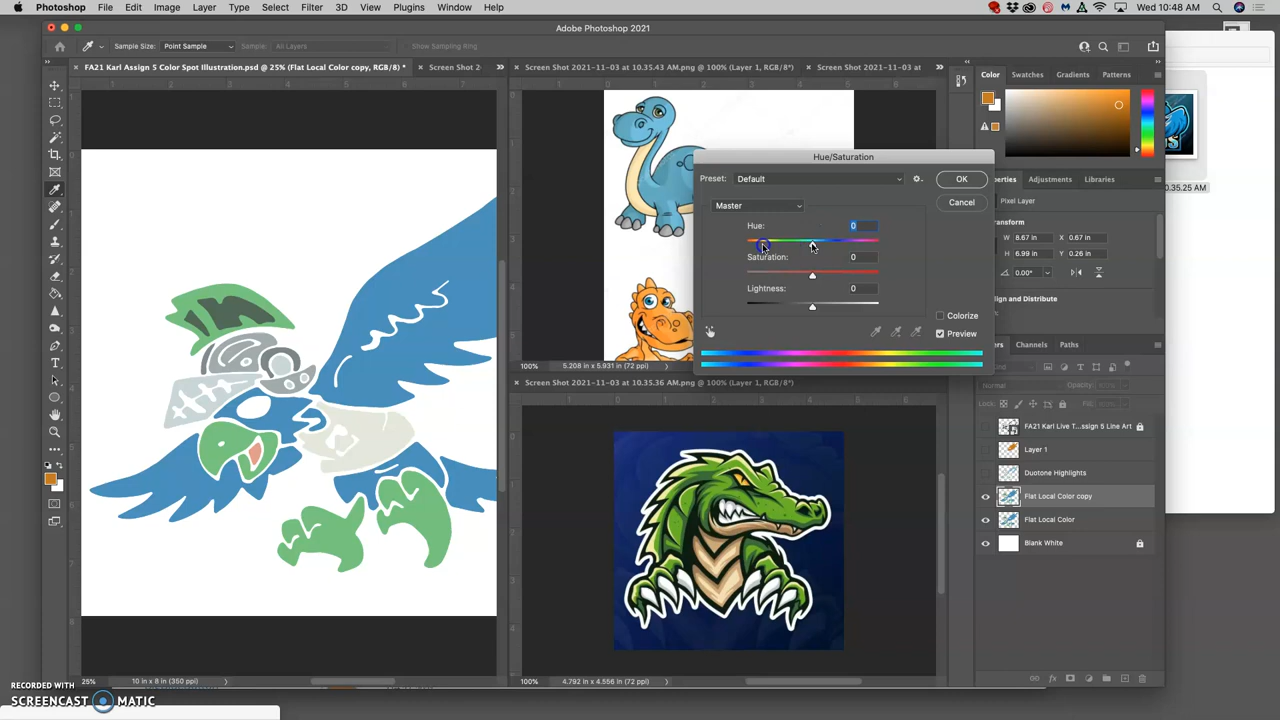 Photoshop File Edit Image Layer Type Select Filter 3D View Plugins Window Help Wed 10:48 AM
Adobe Photoshop 2021
Sample Size: Point Sample Sample: All Layers Show Sampling Ring
FA21 Karl Assign 5 Color Spot Illustration.psd @ 25% (Flat Local Color copy, RGB/8) * Screen Shot 2 Screen Shot 2021-11-03 at 10.35.43 AM.png @ 100% (Layer 1, RGB/8*) Screen Shot 2021-11-03 at
Color Swatches Gradients Patterns
Hue/Saturation
Preset: Default OK
Cancel
Master
Hue: 0
Saturation: 0
Lightness: 0
Colorize
Preview
perties Adjustments Libraries
10.35.25 AM
Pixel Layer
ransform
W: 8.67 in X: 0.67 in
H: 6.99 in Y: 0.26 in
0.00°
Align and Distribute
ers Channels Paths
Normal Opacity:
Lock: Fill:
FA21 Karl Live T...ssign 5 Line Art
Layer 1
Duotone Highlights
Flat Local Color copy
Flat Local Color
Blank White
100% 5.208 in x 5.931 in (72 ppi)
Screen Shot 2021-11-03 at 10.35.36 AM.png @ 100% (Layer 1, RGB/8*)
25% 10 in x 8 in (350 ppi)
100% 4.792 in x 4.556 in (72 ppi)
RECORDED WITH
SCREENCAST MATIC